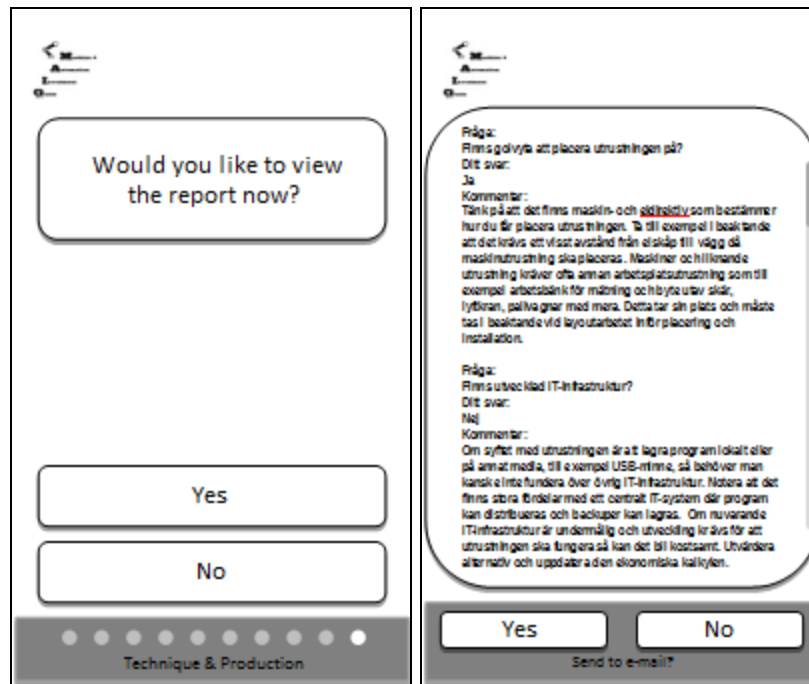 Would you like to view
the report now?
Yes
No
Technique & Production
Fråga:
Finns golvyta att placera utrustningen på?
Ditt svar:
Ja
Kommentar:
Tänk på att det finns maskin- och eldirektiv som bestämmer
hur du får placera utrustningen. Ta till exempel i beaktande
att det krävs ett visst avstånd från elskåp till vägg då
maskinutrustning ska placeras. Maskiner och liknande
utrustning kräver ofta annan arbetsplatsutrustning som till
exempel arbetsbänk för mätning och byte utav skär,
lyftkran, pallvagnar med mera. Detta tar sin plats och måste
tas i beaktande vid layoutarbetet inför placering och
installation.
Fråga:
Finns utvecklad IT-infrastruktur?
Ditt svar:
Nej
Kommentar:
Om syftet med utrustningen är att lagra program lokalt eller
på annat media, till exempel USB-minne, så behöver man
kanske inte fundera över övrig IT-infrastruktur. Notera att det
finns stora fördelar med ett centralt IT-system där program
kan distribueras och backuper kan lagras. Om nuvarande
IT-infrastruktur är undermålig och utveckling krävs för att
utrustningen ska fungera så kan det bli kostsamt. Utvärdera
alternativ och uppdatera den ekonomiska kalkylen.
Yes
No
Send to e-mail?